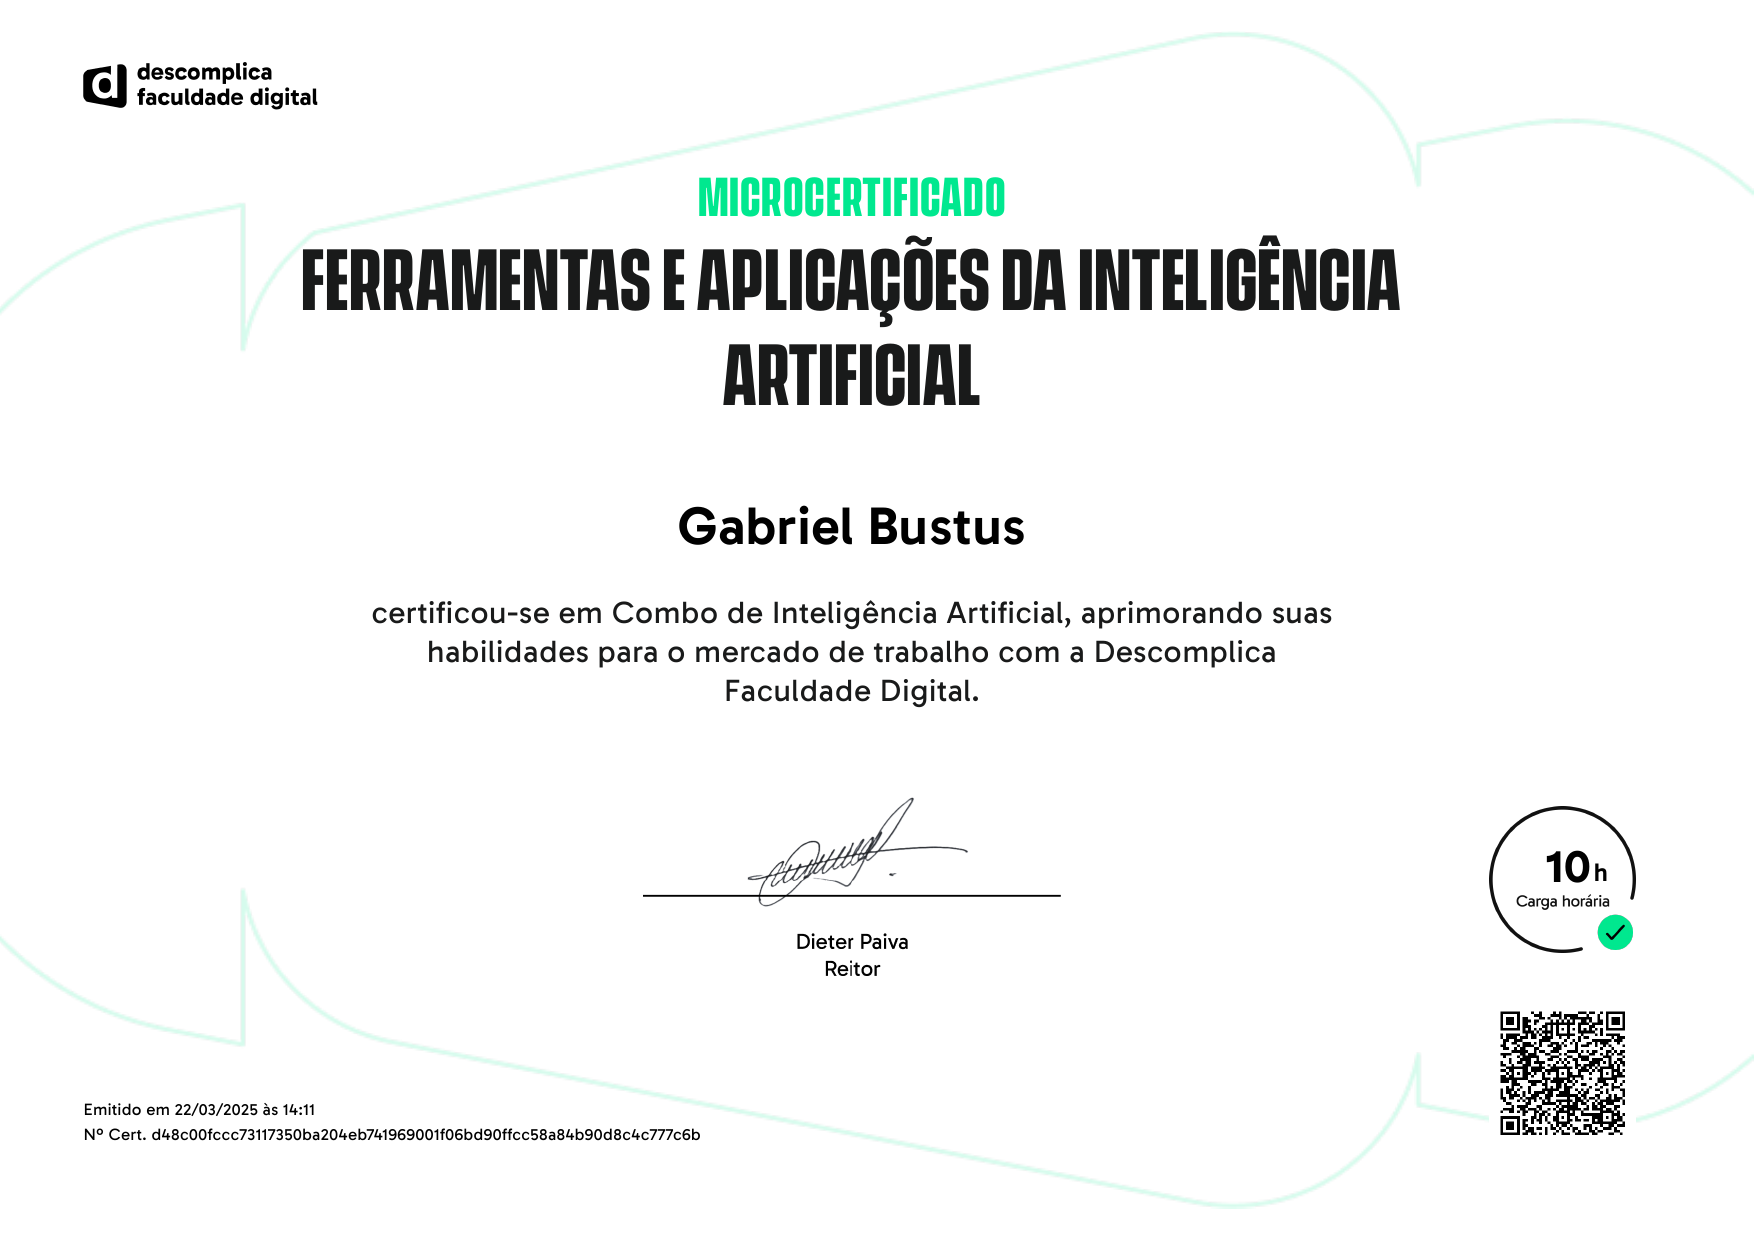 descomplica
faculdade digital
MICROCERTIFICADO
FERRAMENTAS E APLICAÇÕES DA INTELIGÊNCIA
ARTIFICIAL
Gabriel Bustus
certificou-se em Combo de Inteligência Artificial, aprimorando suas
habilidades para o mercado de trabalho com a Descomplica
Faculdade Digital.
10 h
Carga horária
Dieter Paiva
Reitor
Emitido em 22/03/2025 às 14:11
Nº Cert. d48c00fccc73117350ba204eb741969001f06bd90ffcc58a84b90d8c4c777c6b